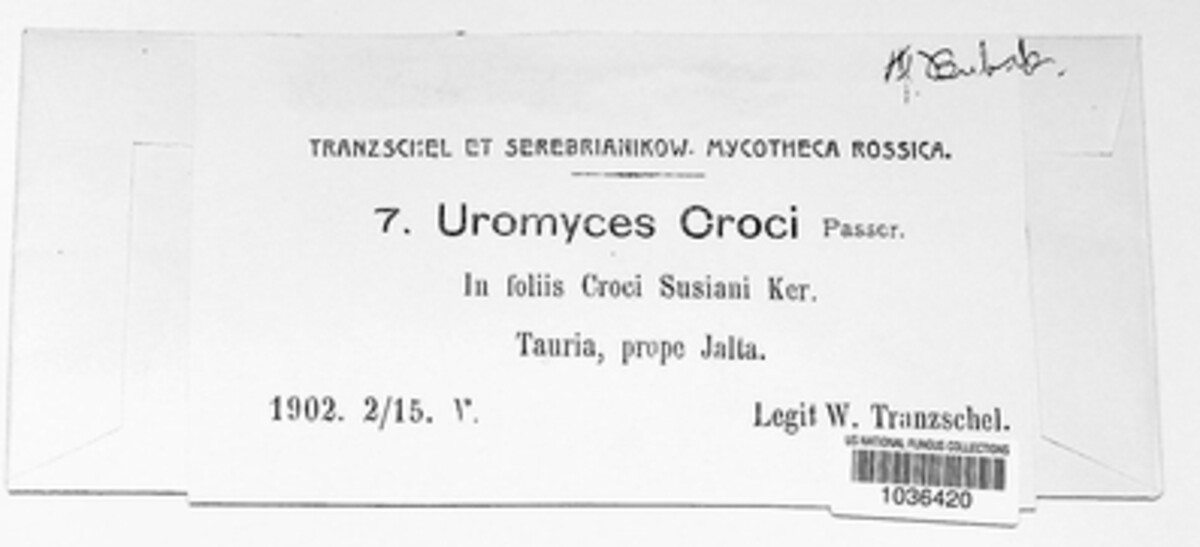 TRANZSCHEL ET SEREBRIANIKOW. MYCOTHECA ROSSICA.
7. Uromyces Croci Passer.
In foliis Croci Susiani Ker.
Tauria, prope Jalta.
1902. 2/15. V.
Legit W. Tranzschel.
US NATIONAL FUNGUS COLLECTIONS
1036420